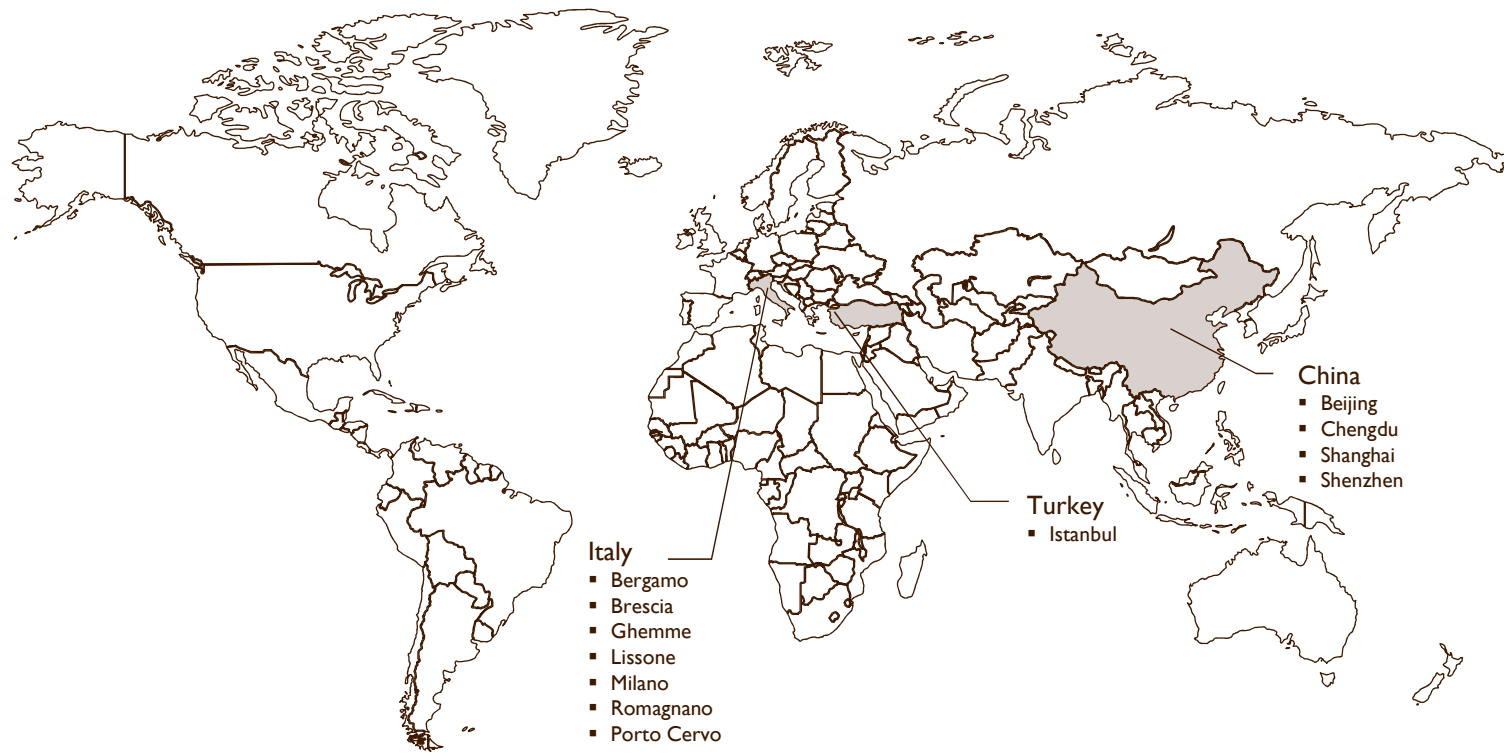 China
▪ Beijing
▪ Chengdu
▪ Shanghai
▪ Shenzhen
Turkey
▪ Istanbul
Italy
▪ Bergamo
▪ Brescia
▪ Ghemme
▪ Lissone
▪ Milano
▪ Romagnano
▪ Porto Cervo